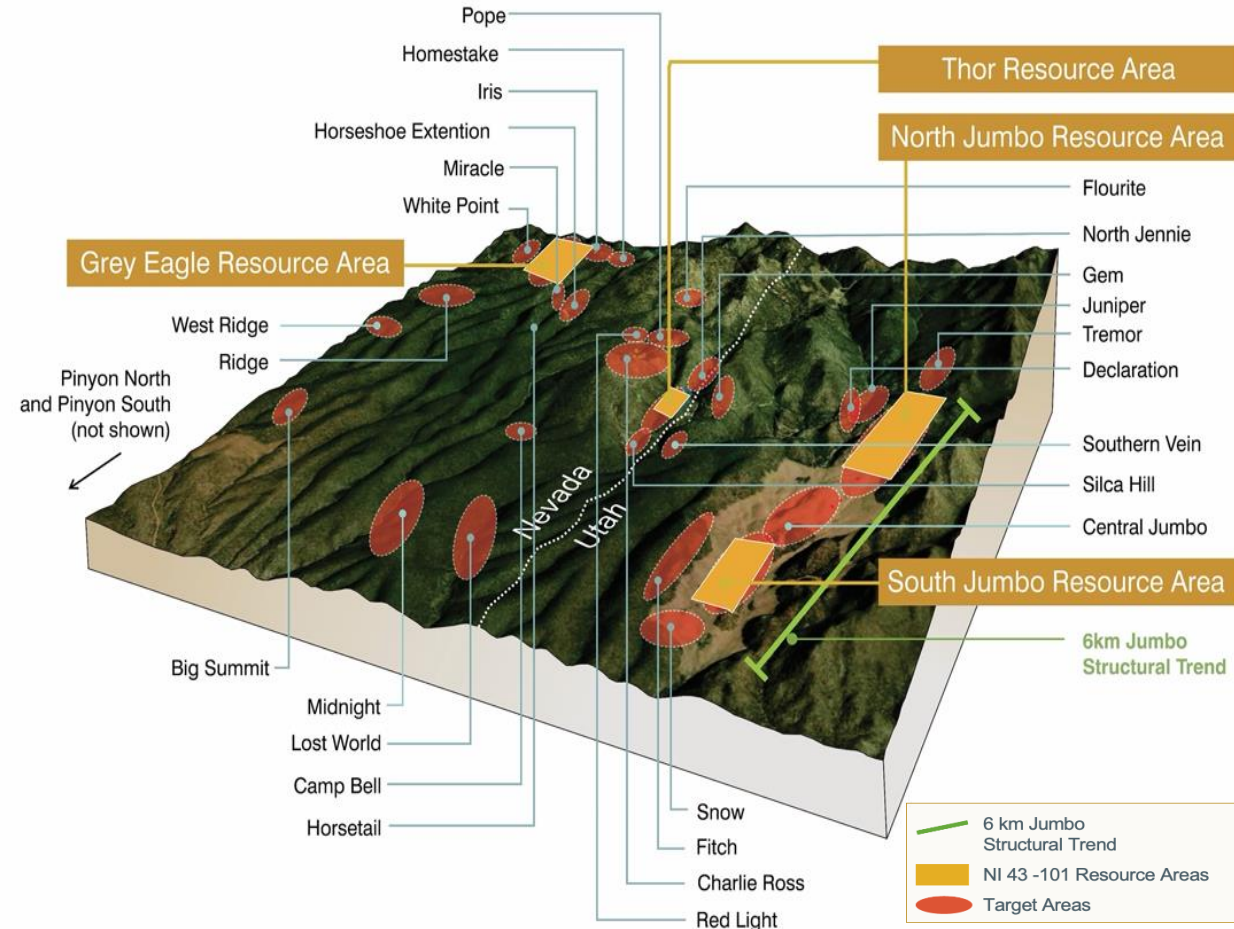 Pope
Homestake
Iris
Horseshoe Extention
Miracle
White Point
Grey Eagle Resource Area
West Ridge
Ridge
Pinyon North
and Pinyon South
(not shown)
Thor Resource Area
North Jumbo Resource Area
Flourite
North Jennie
Gem
Juniper
Tremor
Declaration
Southern Vein
Silca Hill
Central Jumbo
South Jumbo Resource Area
6km Jumbo
Structural Trend
Nevada
Utah
Big Summit
Midnight
Lost World
Camp Bell
Horsetail
Snow
Fitch
Charlie Ross
Red Light
6 km Jumbo
Structural Trend
NI 43 -101 Resource Areas
Target Areas